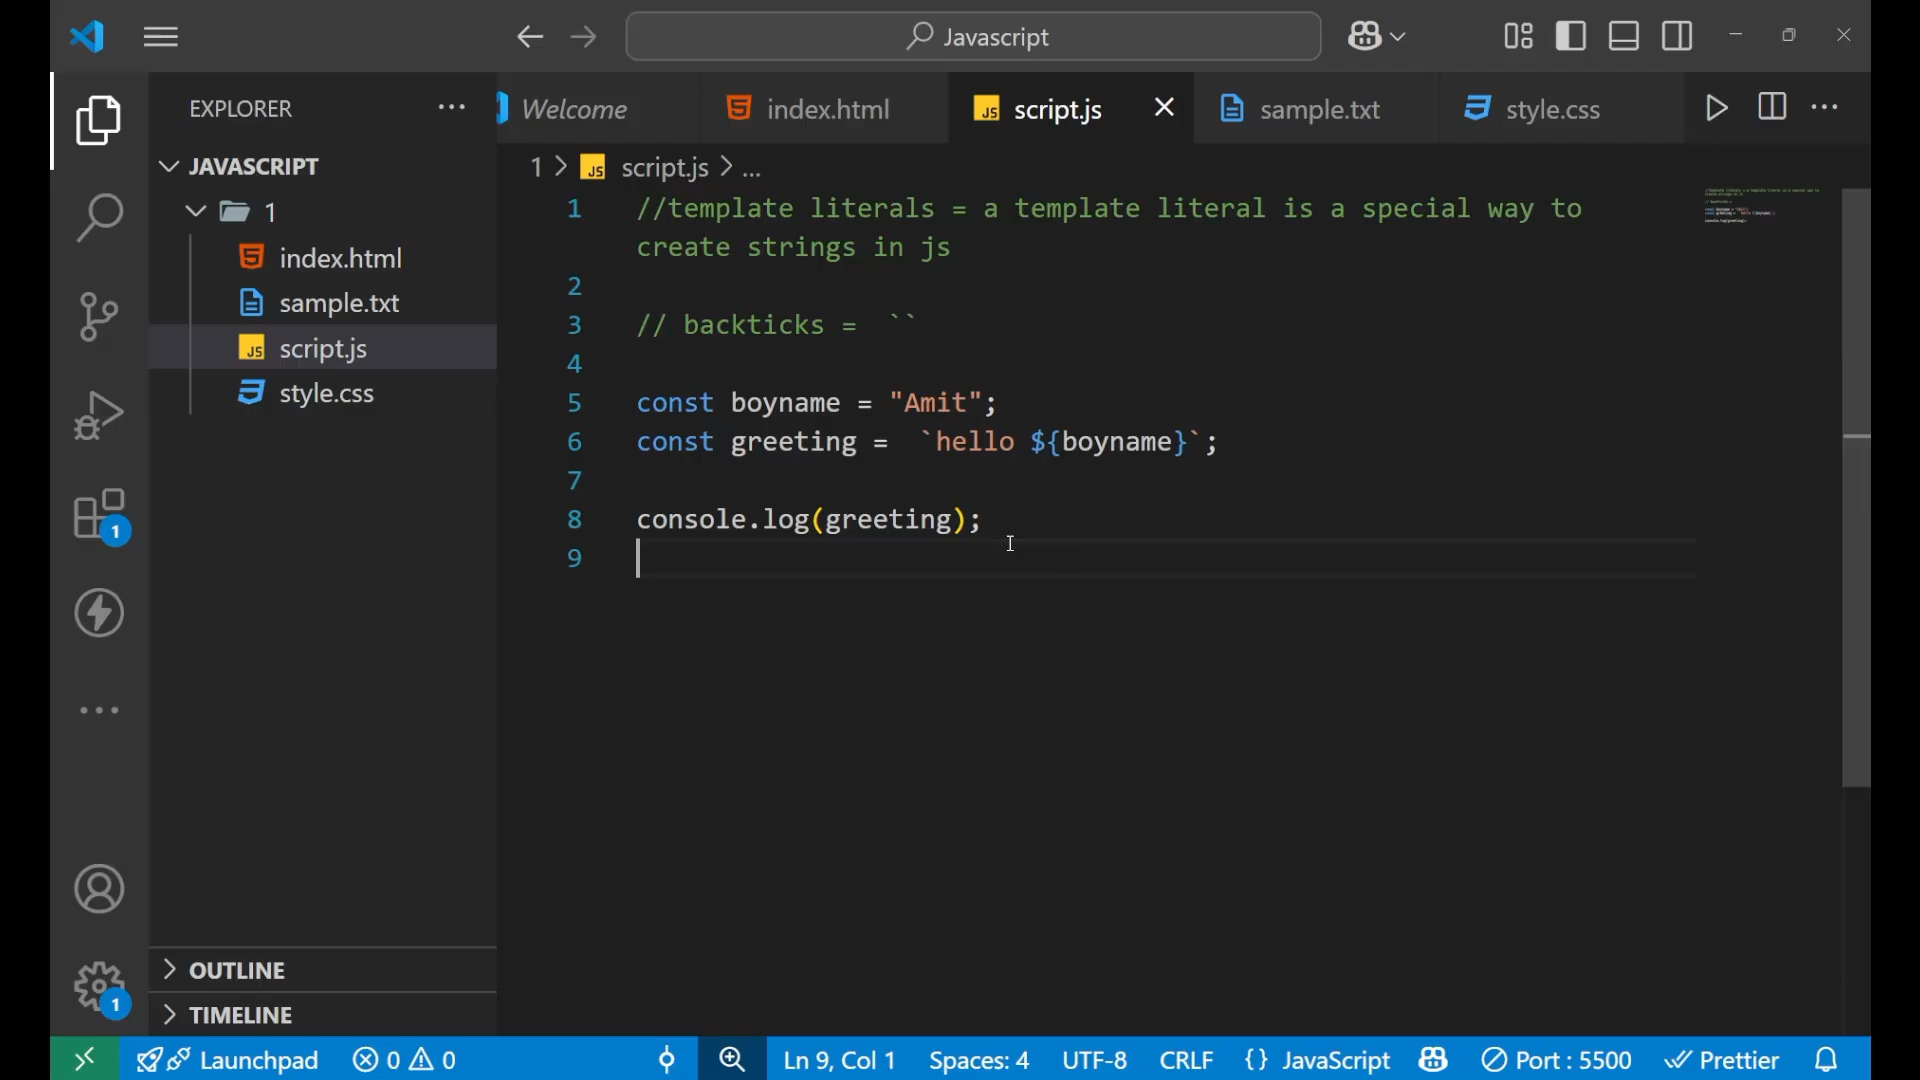 Javascript
EXPLORER
JAVASCRIPT
1
index.html
sample.txt
script.js
style.css
OUTLINE
TIMELINE
1
1
Welcome
index.html
script.js
sample.txt
style.css
1 > JS script.js > ...
1 //template literals = a template literal is a special way to
create strings in js
2
3 // backticks =  ``
4
5 const boyname = "Amit";
6 const greeting =  `hello ${boyname}`;
7
8 console.log(greeting);
9
Launchpad 0 0 Ln 9, Col 1 Spaces: 4 UTF-8 CRLF {} JavaScript Port : 5500 Prettier